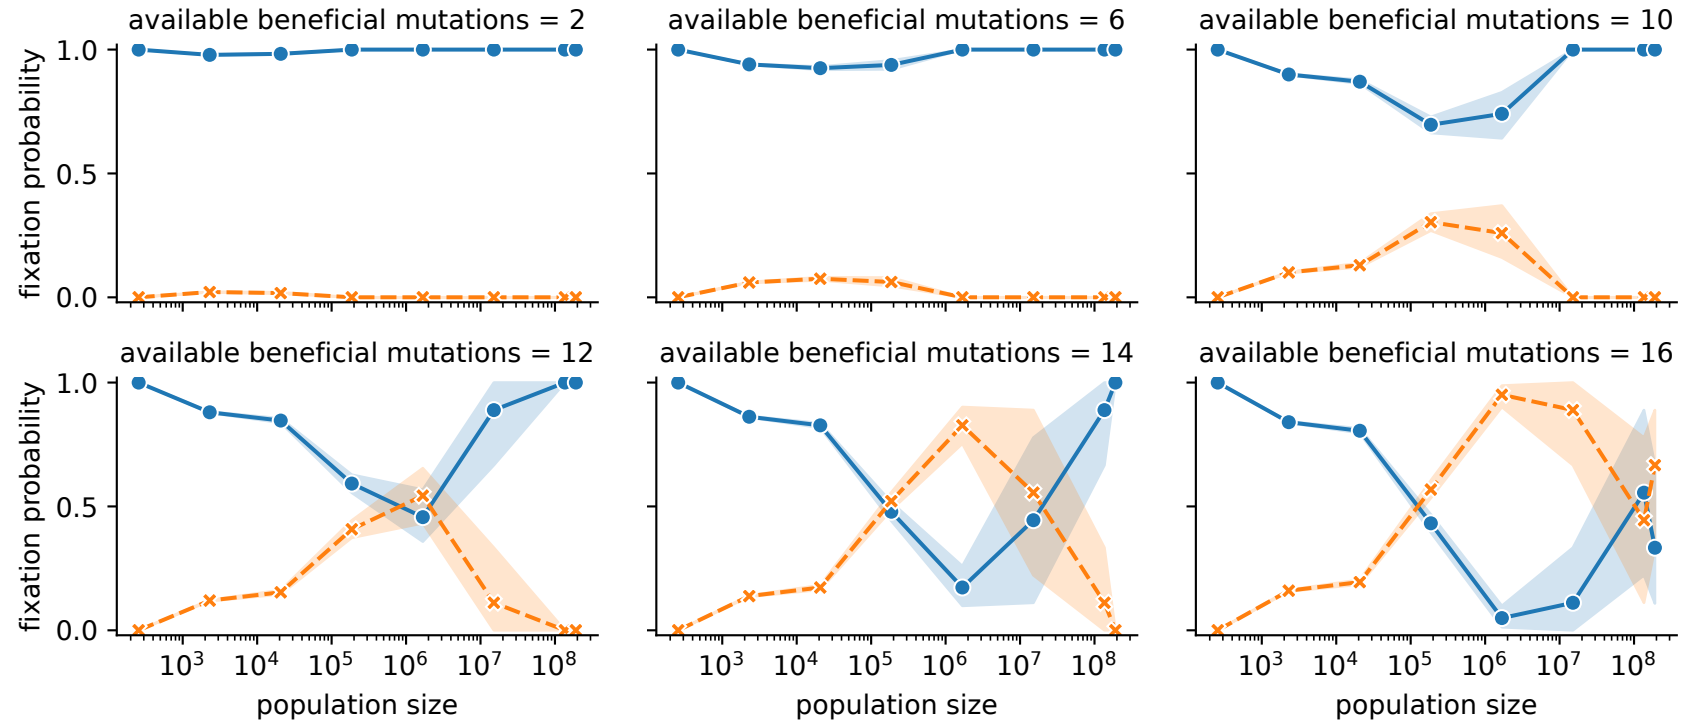 available beneficial mutations = 2
available beneficial mutations = 6
available beneficial mutations = 10
fixation probability
1.0
0.5
0.0
available beneficial mutations = 12
available beneficial mutations = 14
available beneficial mutations = 16
fixation probability
1.0
0.5
0.0
10³ 10⁴ 10⁵ 10⁶ 10⁷ 10⁸
10³ 10⁴ 10⁵ 10⁶ 10⁷ 10⁸
10³ 10⁴ 10⁵ 10⁶ 10⁷ 10⁸
population size
population size
population size